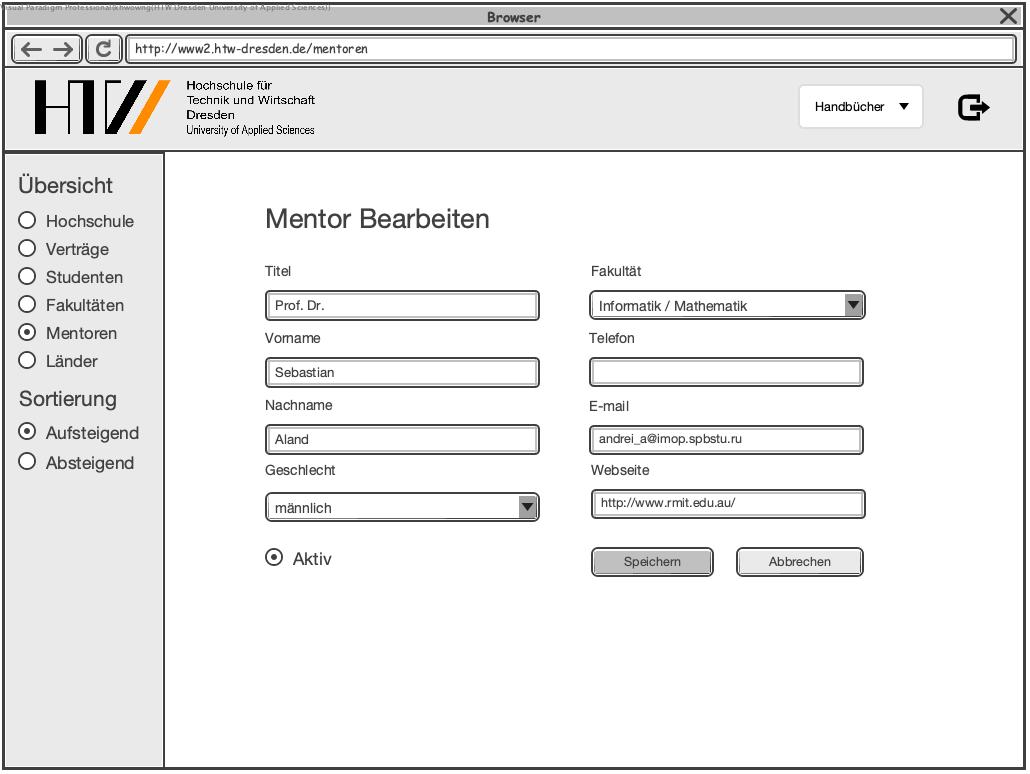 Visual Paradigm Professional(khwowng(HTW Dresden University of Applied Sciences))
Browser
http://www2.htw-dresden.de/mentoren
HTW
Hochschule für
Technik und Wirtschaft
Dresden
University of Applied Sciences
Handbücher
Übersicht
Hochschule
Verträge
Studenten
Fakultäten
Mentoren
Länder
Sortierung
Aufsteigend
Absteigend
Mentor Bearbeiten
Titel
Prof. Dr.
Vorname
Sebastian
Nachname
Aland
Geschlecht
männlich
Aktiv
Fakultät
Informatik / Mathematik
Telefon
E-mail
andrei_a@imop.spbstu.ru
Webseite
http://www.rmit.edu.au/
Speichern
Abbrechen